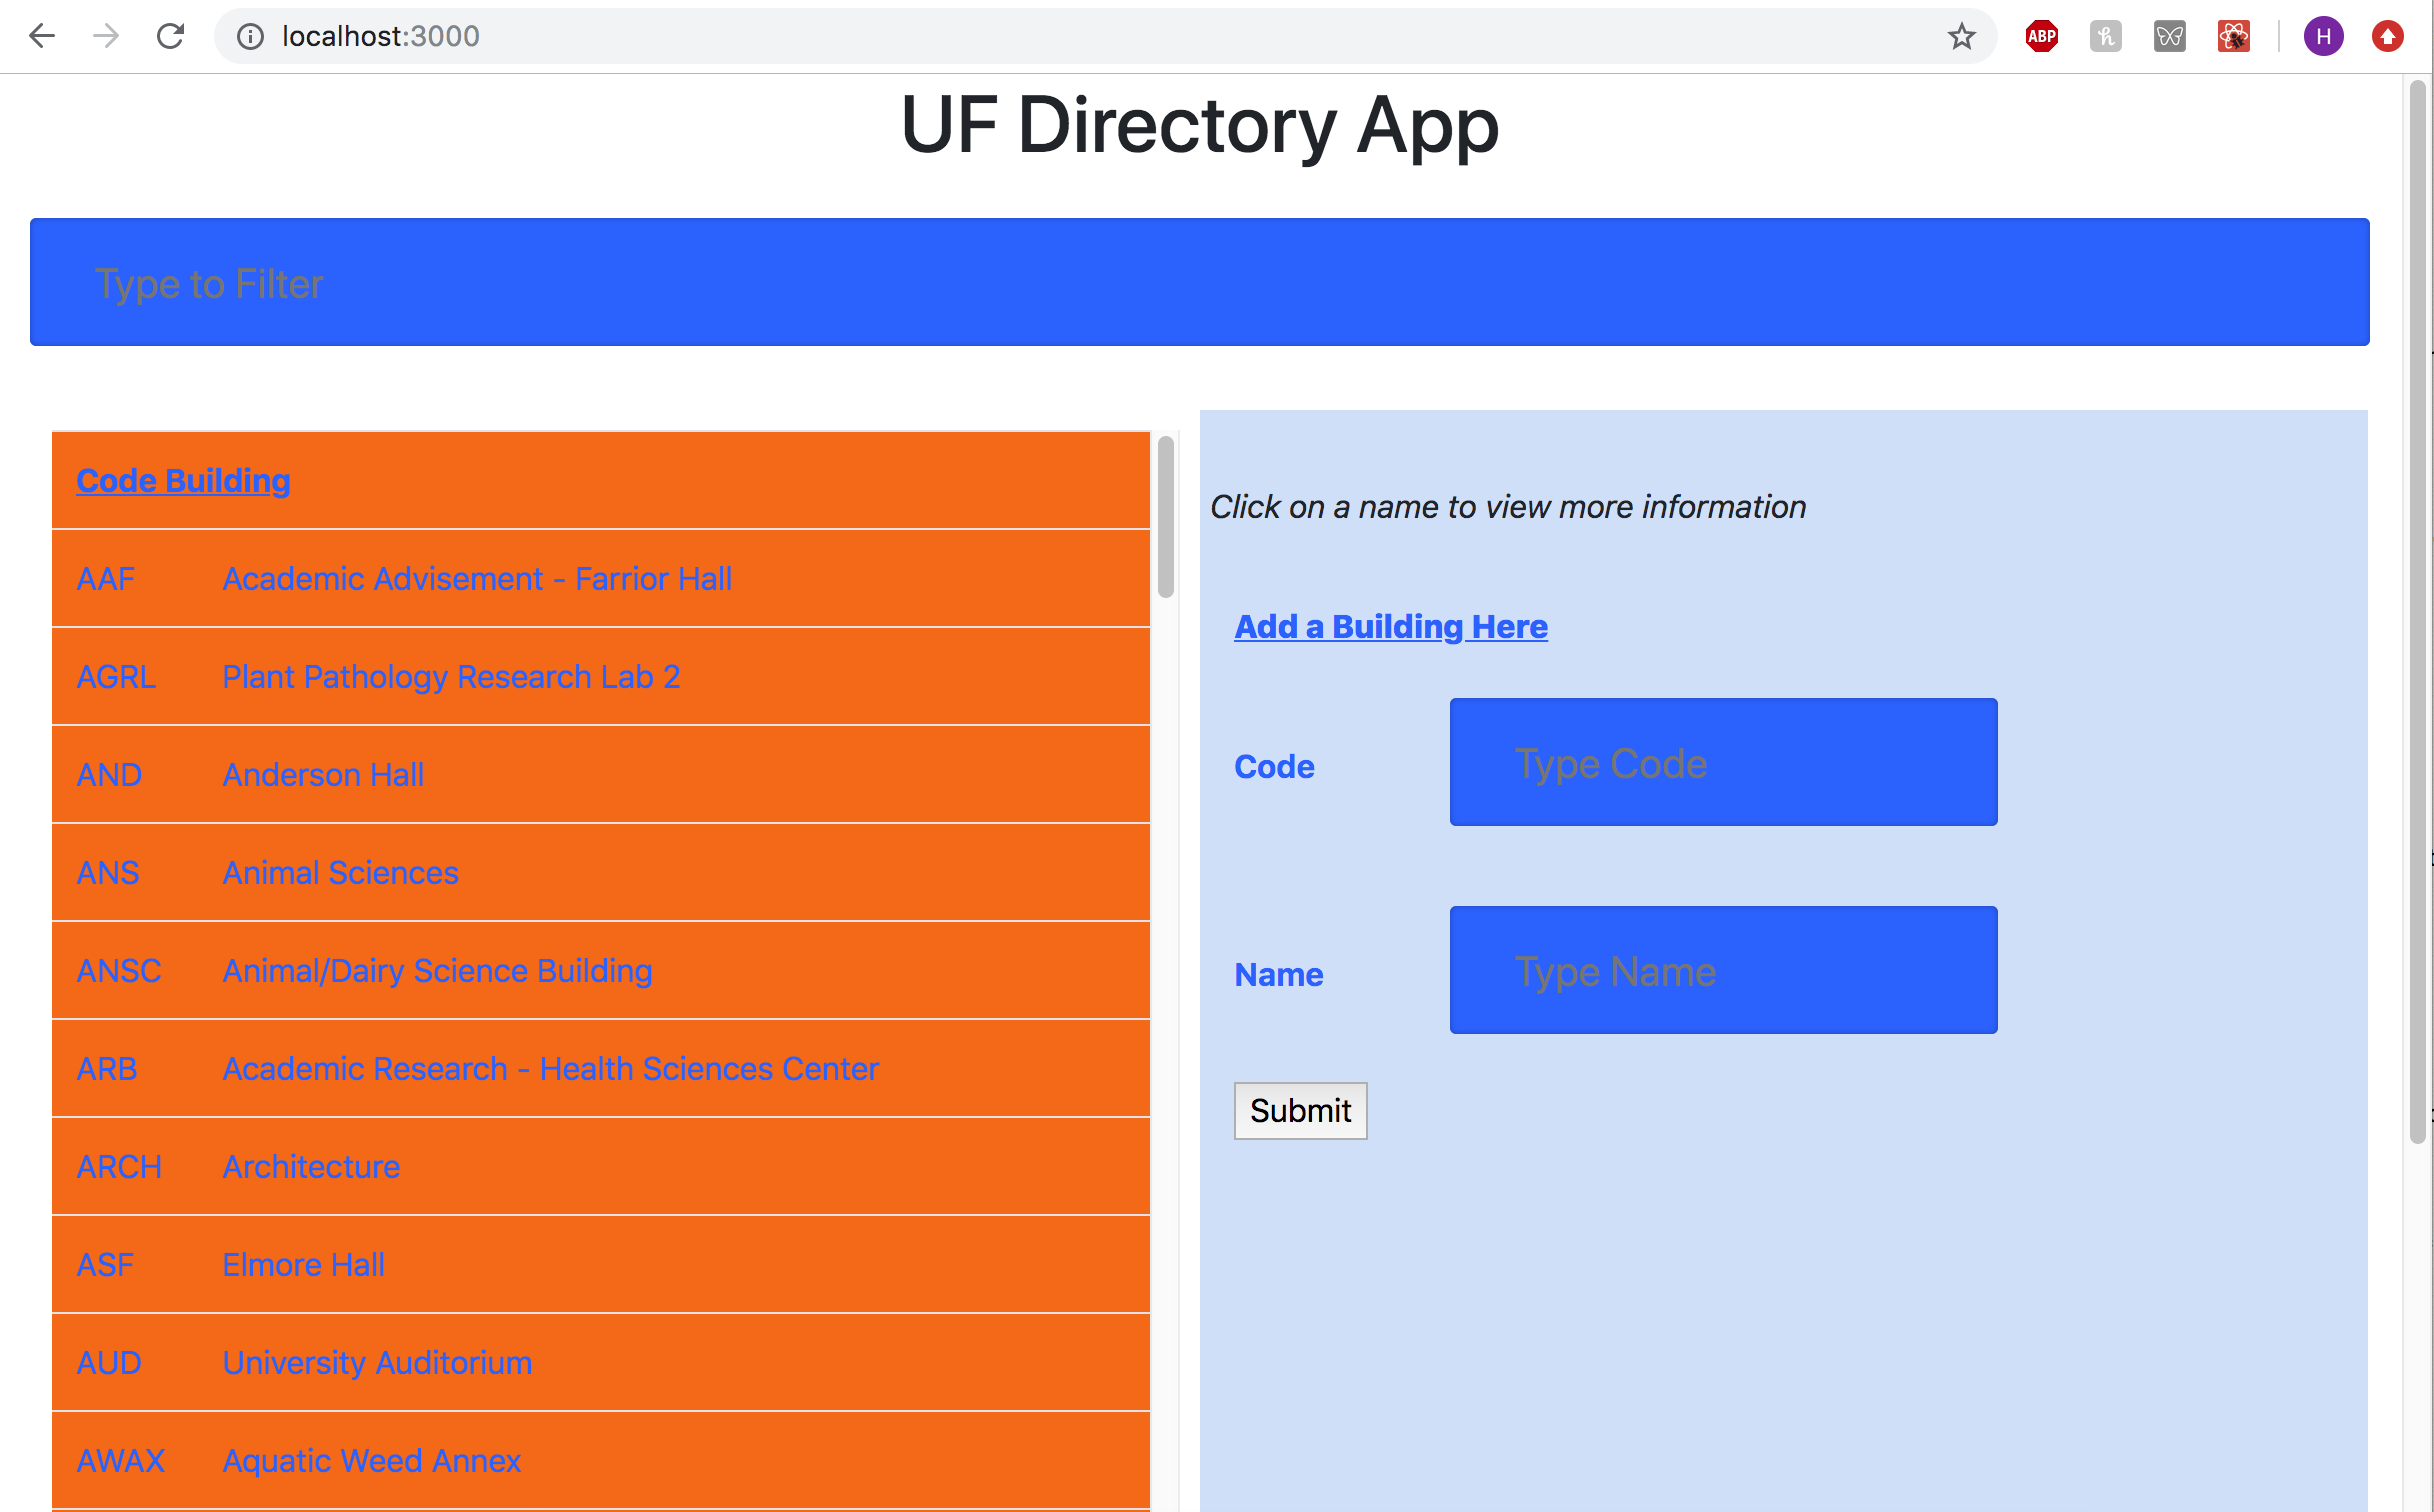 localhost:3000
ABP
H
UF Directory App
Type to Filter
Code Building
AAF Academic Advisement - Farrior Hall
AGRL Plant Pathology Research Lab 2
AND Anderson Hall
ANS Animal Sciences
ANSC Animal/Dairy Science Building
ARB Academic Research - Health Sciences Center
ARCH Architecture
ASF Elmore Hall
AUD University Auditorium
AWAX Aquatic Weed Annex
Click on a name to view more information
Add a Building Here
Code Type Code
Name Type Name
Submit